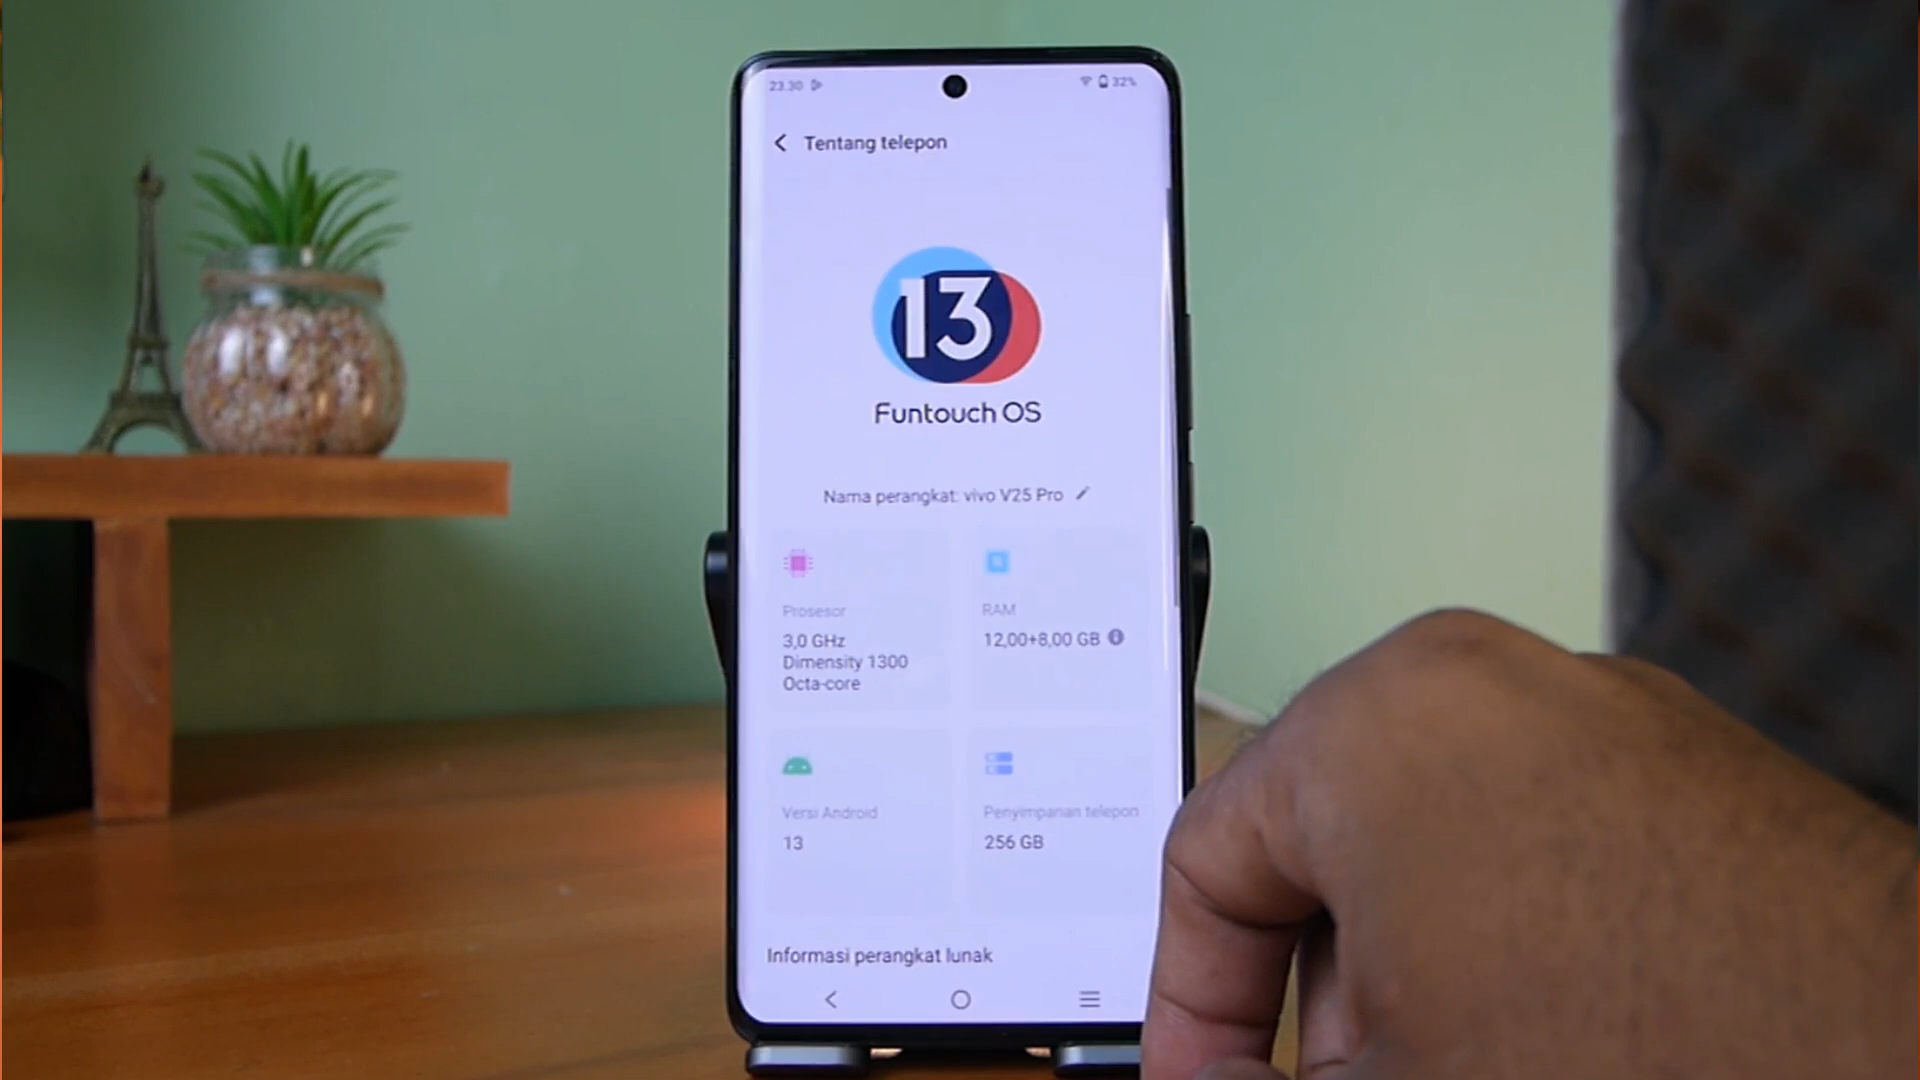 23.30
32%
Tentang telepon
13
Funtouch OS
Nama perangkat: vivo V25 Pro
Prosesor
3,0 GHz
Dimensity 1300
Octa-core
RAM
12,00+8,00 GB
Versi Android
13
Penyimpanan telepon
256 GB
Informasi perangkat lunak